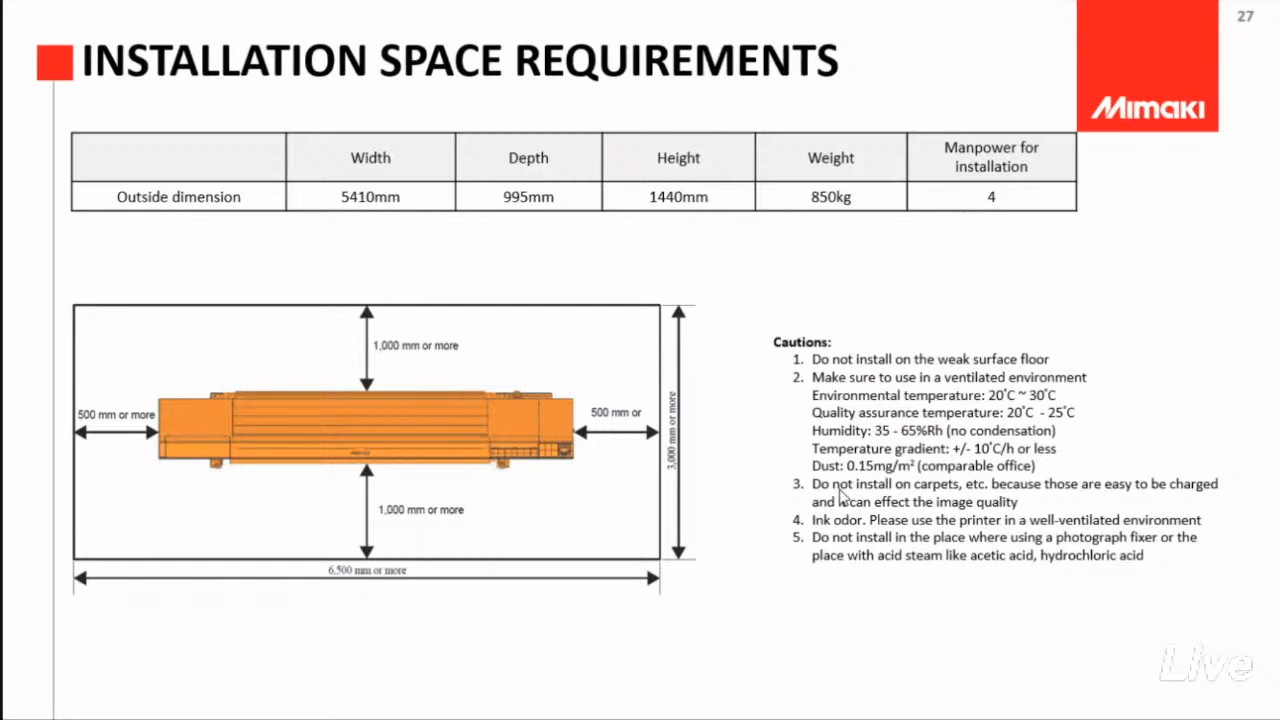 27
INSTALLATION SPACE REQUIREMENTS
Mimaki
Width Depth Height Weight Manpower for installation
Outside dimension 5410mm 995mm 1440mm 850kg 4
1,000 mm or more
500 mm or more
500 mm or
3,000 mm or more
1,000 mm or more
6,500 mm or more
Cautions:
1. Do not install on the weak surface floor
2. Make sure to use in a ventilated environment
Environmental temperature: 20˚C ~ 30˚C
Quality assurance temperature: 20˚C - 25˚C
Humidity: 35 - 65%Rh (no condensation)
Temperature gradient: +/- 10˚C/h or less
Dust: 0.15mg/m² (comparable office)
3. Do not install on carpets, etc. because those are easy to be charged
and can effect the image quality
4. Ink odor. Please use the printer in a well-ventilated environment
5. Do not install in the place where using a photograph fixer or the
place with acid steam like acetic acid, hydrochloric acid
Live